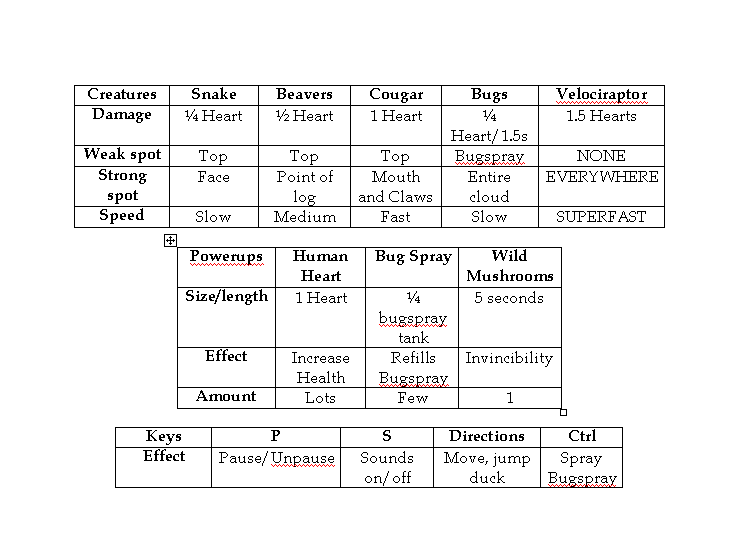 Creatures Snake Beavers Cougar Bugs Velociraptor
Damage ¼ Heart ½ Heart 1 Heart ¼ 1.5 Hearts
Heart/1.5s
Weak spot Top Top Top Bugspray NONE
Strong Face Point of Mouth Entire EVERYWHERE
spot log and Claws cloud
Speed Slow Medium Fast Slow SUPERFAST
Powerups Human Bug Spray Wild
Heart Mushrooms
Size/length 1 Heart ¼ 5 seconds
bugspray
tank
Effect Increase Refills Invincibility
Health Bugspray
Amount Lots Few 1
Keys P S Directions Ctrl
Effect Pause/Unpause Sounds Move, jump Spray
on/off duck Bugspray